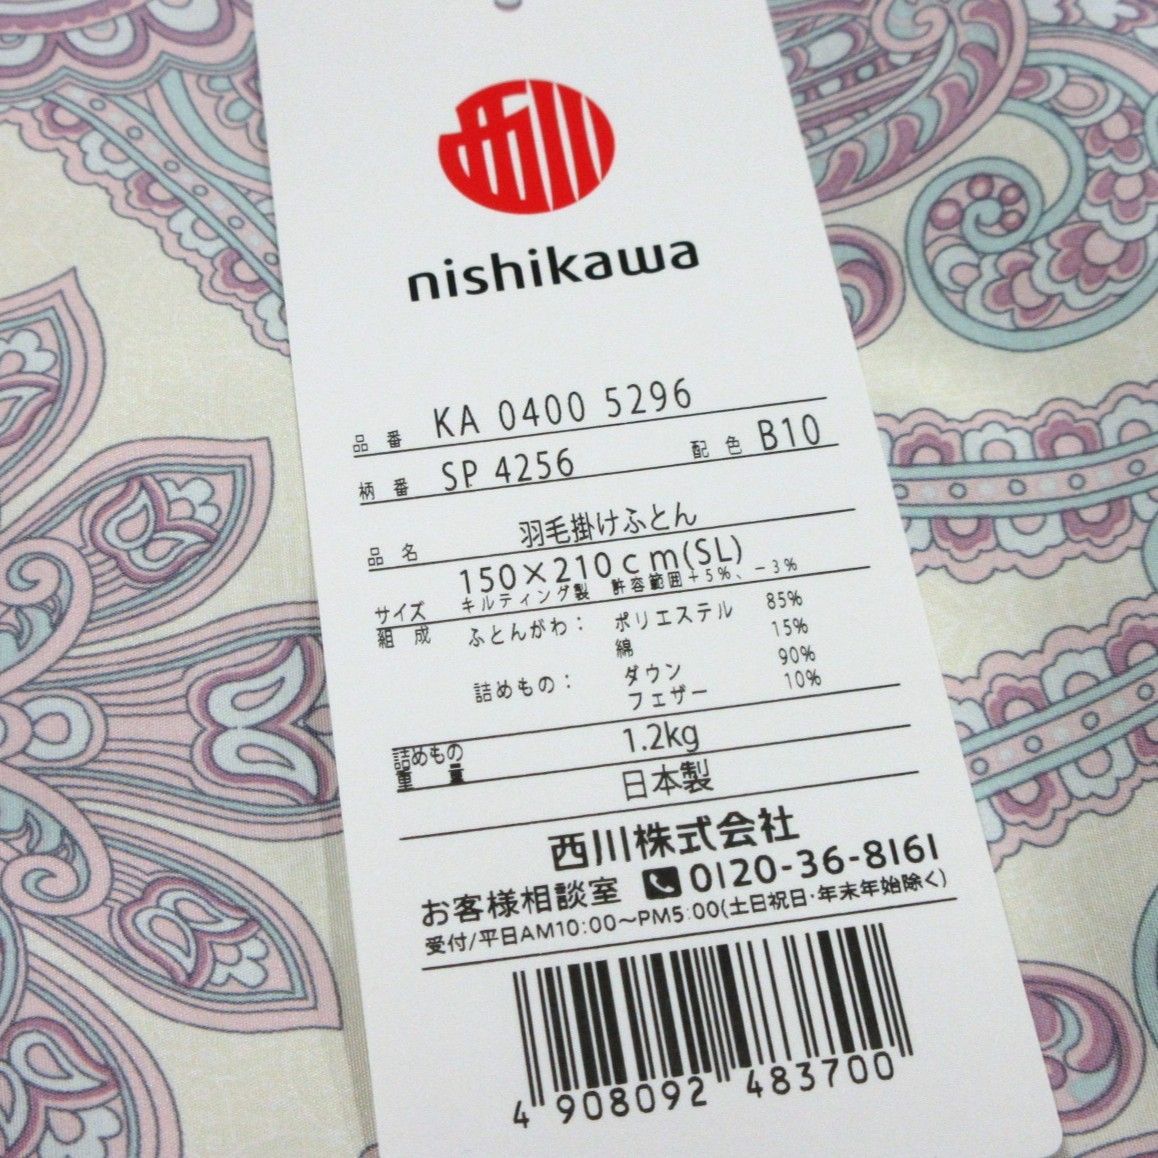 西川
nishikawa
品番 KA 0400 5296
柄番 SP 4256 配色 B10
品名 羽毛掛けふとん
サイズ 150×210cm(SL)
キルティング製 許容範囲+5%、-3%
組成 ふとんがわ: ポリエステル 85%
綿 15%
詰めもの: ダウン 90%
フェザー 10%
詰めもの重量 1.2kg
日本製
西川株式会社
お客様相談室 0120-36-8161
受付/平日AM10:00~PM5:00(土日祝日・年末年始除く)
4 908092 483700